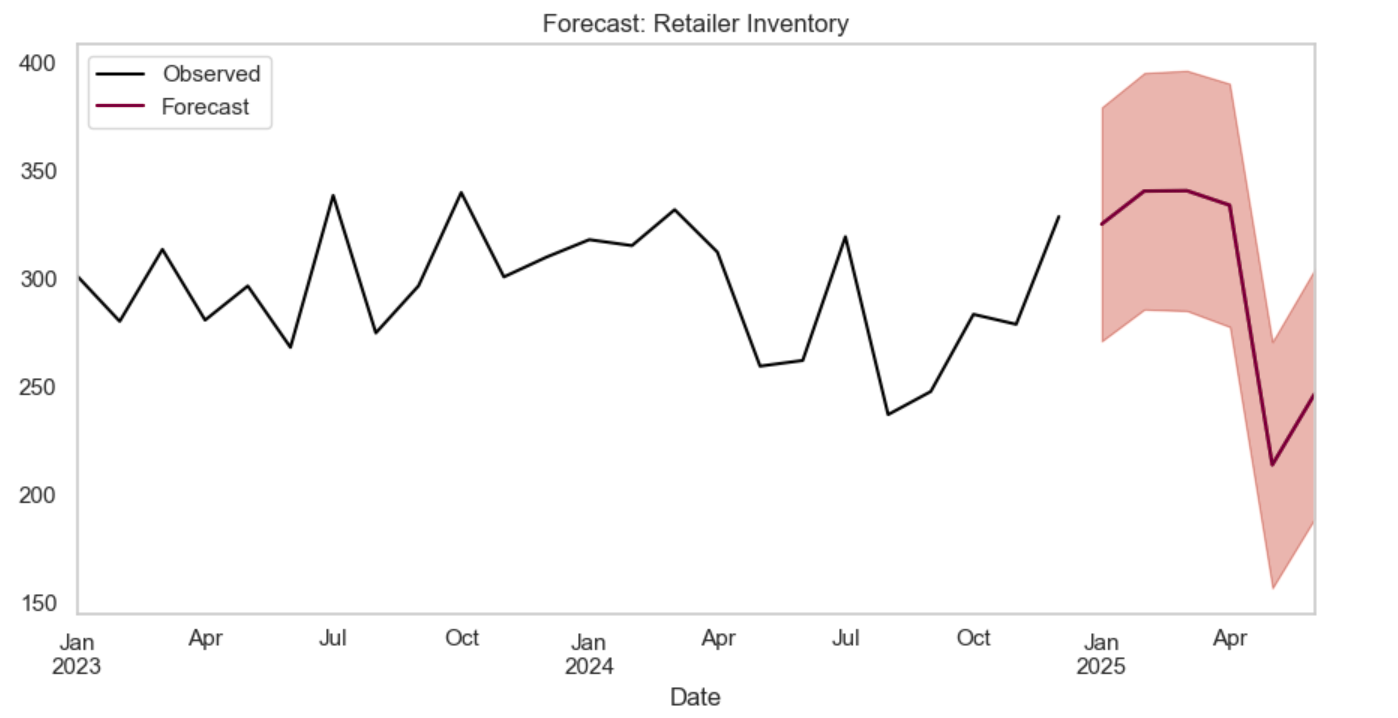 Forecast: Retailer Inventory
Observed
Forecast
400
350
300
250
200
150
Jan Apr Jul Oct Jan Apr Jul Oct Jan Apr
2023 2024 2025
Date